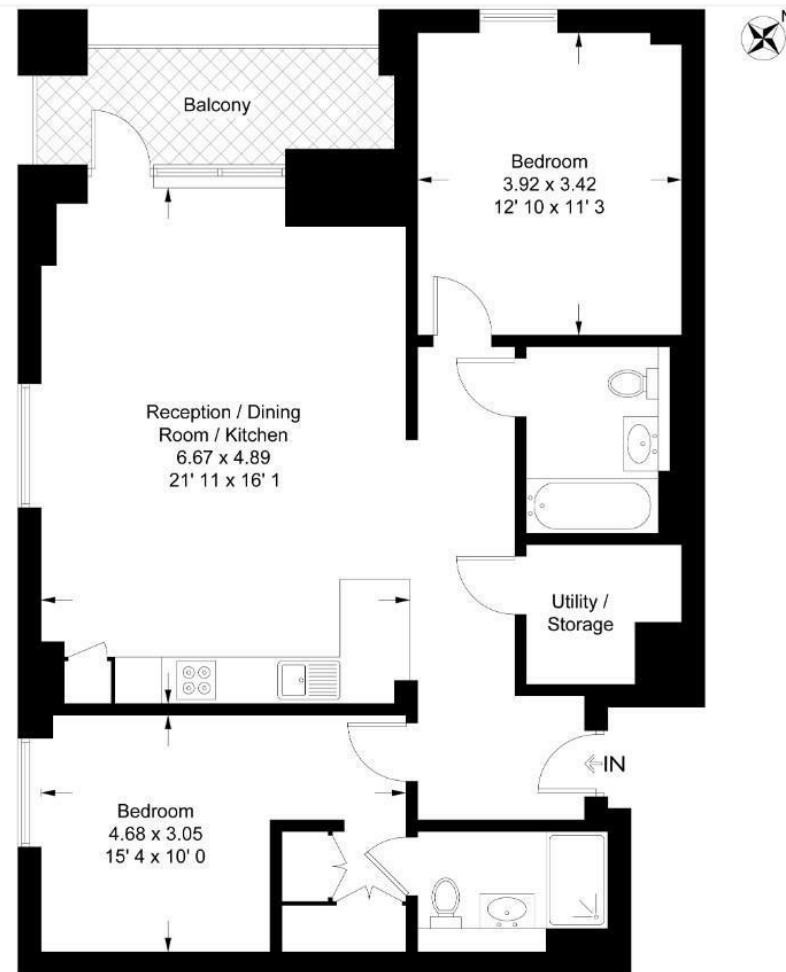 N
Balcony
Bedroom
3.92 x 3.42
12' 10 x 11' 3
Reception / Dining
Room / Kitchen
6.67 x 4.89
21' 11 x 16' 1
Utility /
Storage
IN
Bedroom
4.68 x 3.05
15' 4 x 10' 0